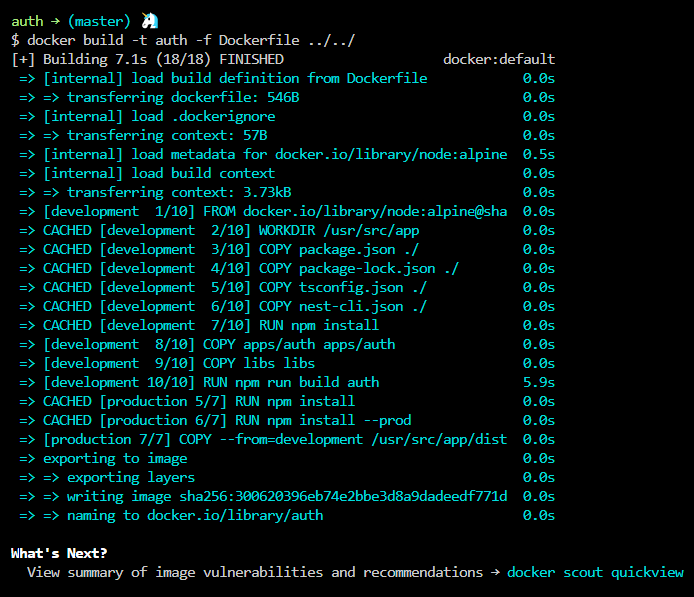 auth → (master) 🦄
$ docker build -t auth -f Dockerfile ../../
[+] Building 7.1s (18/18) FINISHED docker:default
=> [internal] load build definition from Dockerfile 0.0s
=> => transferring dockerfile: 546B 0.0s
=> [internal] load .dockerignore 0.0s
=> => transferring context: 57B 0.0s
=> [internal] load metadata for docker.io/library/node:alpine 0.5s
=> [internal] load build context 0.0s
=> => transferring context: 3.73kB 0.0s
=> [development  1/10] FROM docker.io/library/node:alpine@sha 0.0s
=> CACHED [development  2/10] WORKDIR /usr/src/app 0.0s
=> CACHED [development  3/10] COPY package.json ./ 0.0s
=> CACHED [development  4/10] COPY package-lock.json ./ 0.0s
=> CACHED [development  5/10] COPY tsconfig.json ./ 0.0s
=> CACHED [development  6/10] COPY nest-cli.json ./ 0.0s
=> CACHED [development  7/10] RUN npm install 0.0s
=> [development  8/10] COPY apps/auth apps/auth 0.0s
=> [development  9/10] COPY libs libs 0.0s
=> [development 10/10] RUN npm run build auth 5.9s
=> CACHED [production 5/7] RUN npm install 0.0s
=> CACHED [production 6/7] RUN npm install --prod 0.0s
=> [production 7/7] COPY --from=development /usr/src/app/dist 0.0s
=> exporting to image 0.0s
=> => exporting layers 0.0s
=> => writing image sha256:300620396eb74e2bbe3d8a9dadeedf771d 0.0s
=> => naming to docker.io/library/auth 0.0s
What's Next?
View summary of image vulnerabilities and recommendations → docker scout quickview